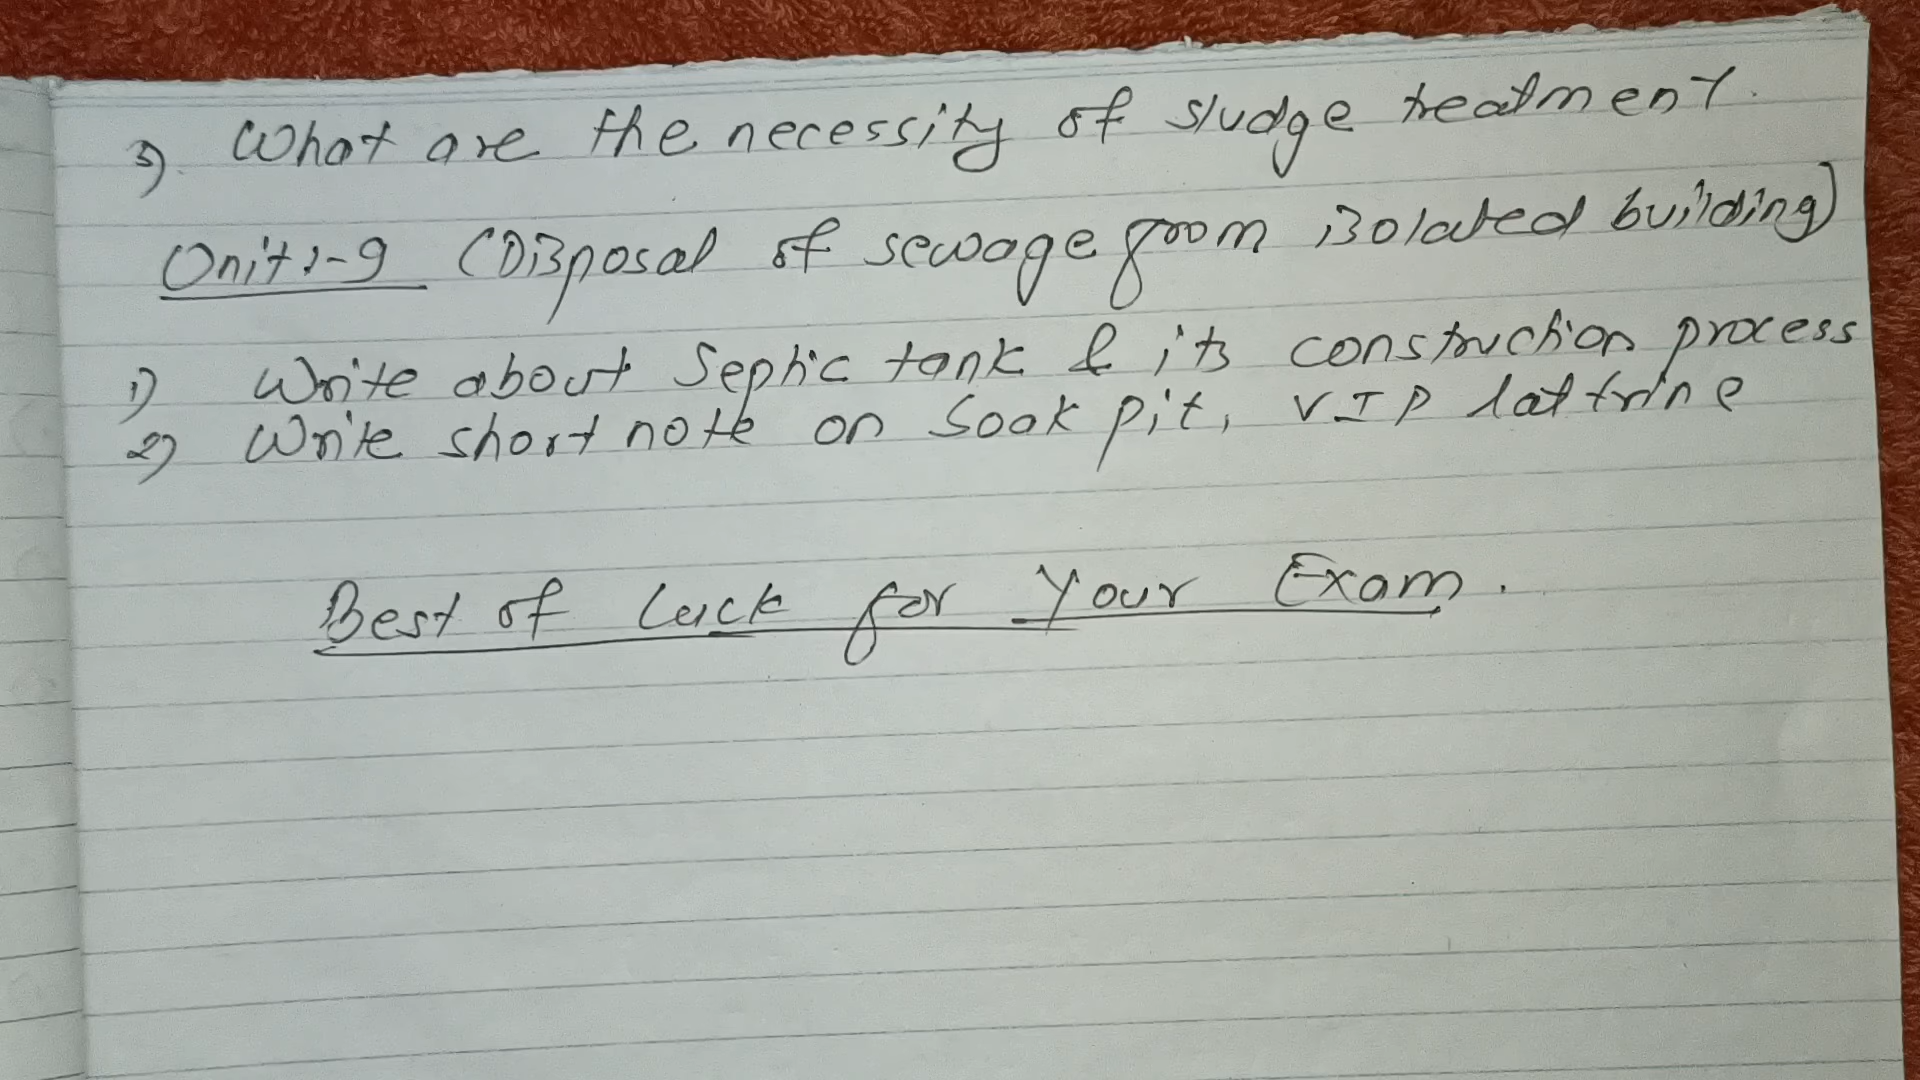 3) What are the necessity of sludge treatment.
Unit:-9 (Disposal of sewage from isolated building)
1) Write about Septic tank & its construction process
2) Write short note on Soak pit, VIP lattrine
Best of Luck for Your Exam.